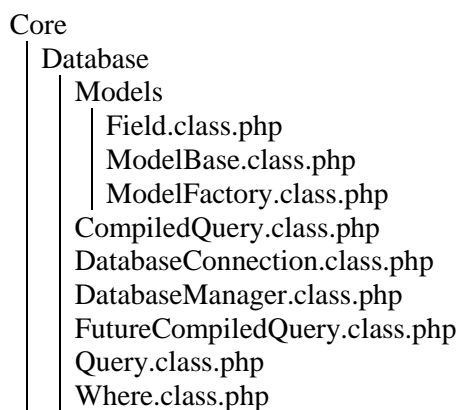 Core
Database
Models
Field.class.php
ModelBase.class.php
ModelFactory.class.php
CompiledQuery.class.php
DatabaseConnection.class.php
DatabaseManager.class.php
FutureCompiledQuery.class.php
Query.class.php
Where.class.php